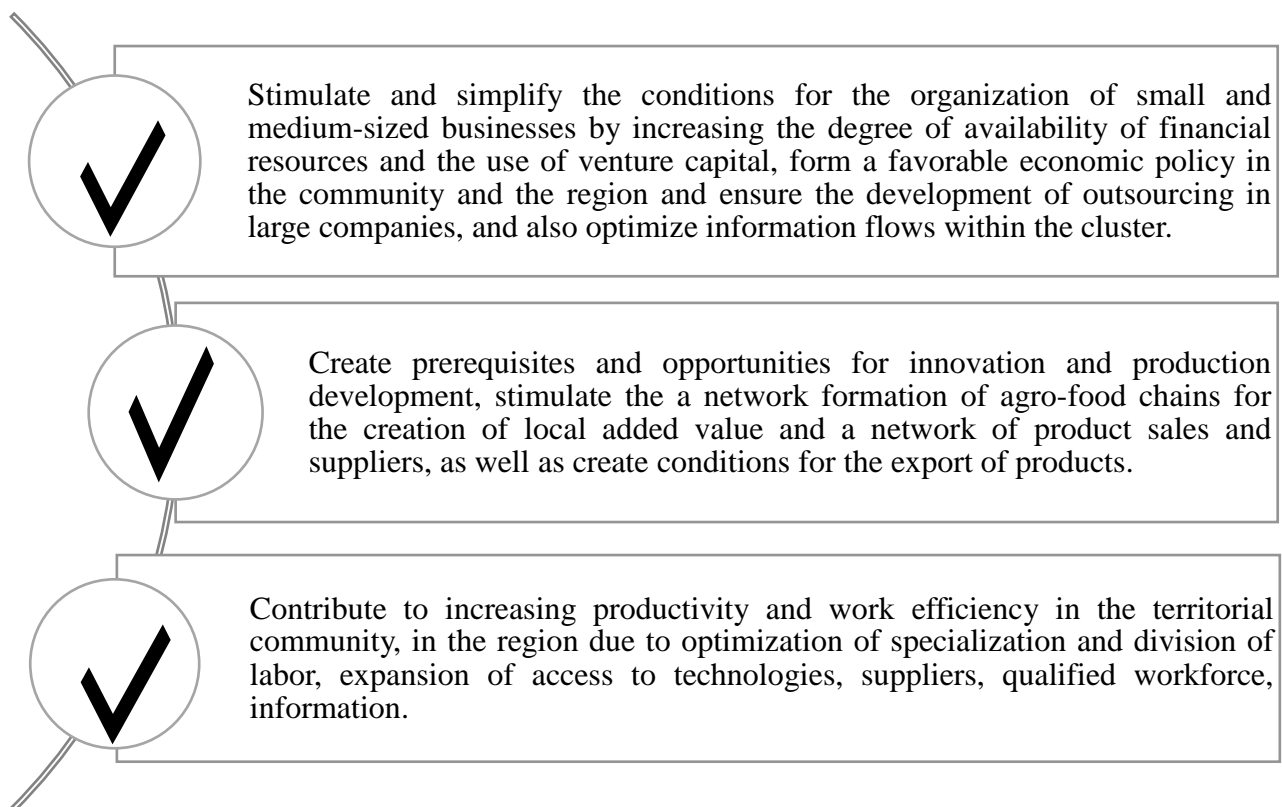 Stimulate and simplify the conditions for the organization of small and
medium-sized businesses by increasing the degree of availability of financial
resources and the use of venture capital, form a favorable economic policy in
the community and the region and ensure the development of outsourcing in
large companies, and also optimize information flows within the cluster.
Create prerequisites and opportunities for innovation and production
development, stimulate the a network formation of agro-food chains for
the creation of local added value and a network of product sales and
suppliers, as well as create conditions for the export of products.
Contribute to increasing productivity and work efficiency in the territorial
community, in the region due to optimization of specialization and division of
labor, expansion of access to technologies, suppliers, qualified workforce,
information.